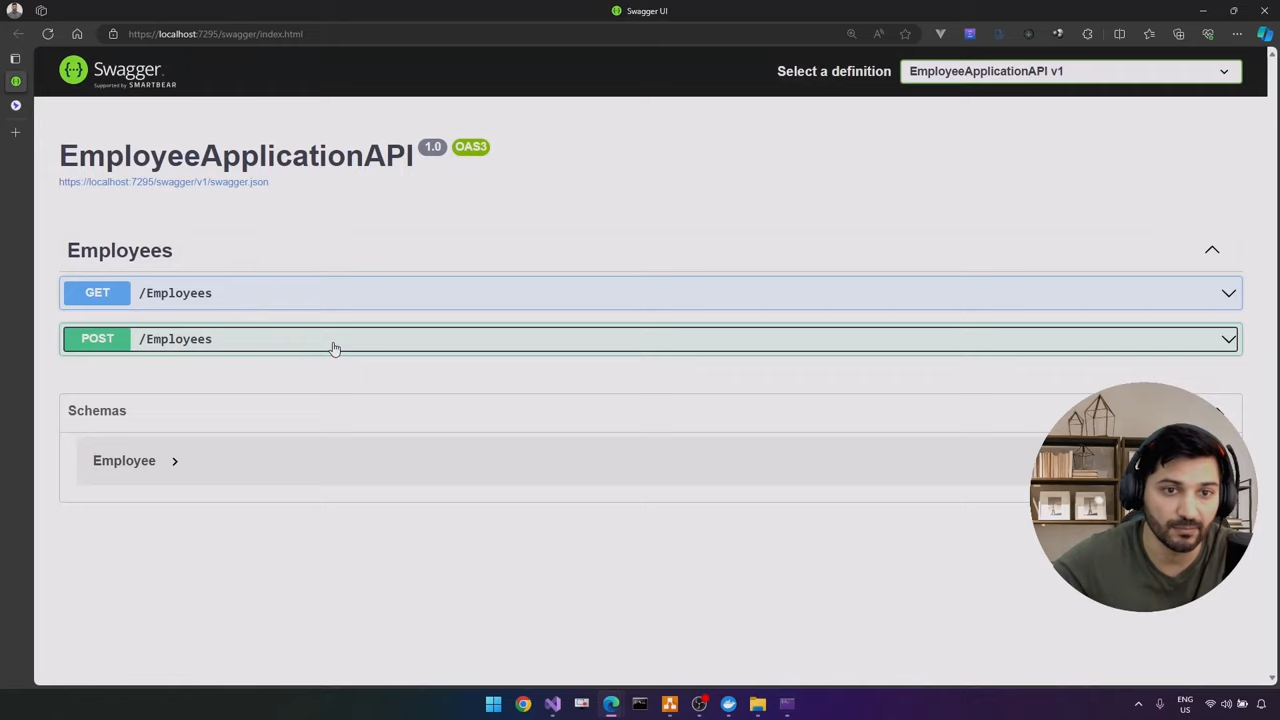 Swagger UI
https://localhost:7295/swagger/index.html
Swagger.
Supported by SMARTBEAR
Select a definition
EmployeeApplicationAPI v1
EmployeeApplicationAPI 1.0 OAS3
https://localhost:7295/swagger/v1/swagger.json
Employees
GET /Employees
POST /Employees
Schemas
Employee
ENG
US